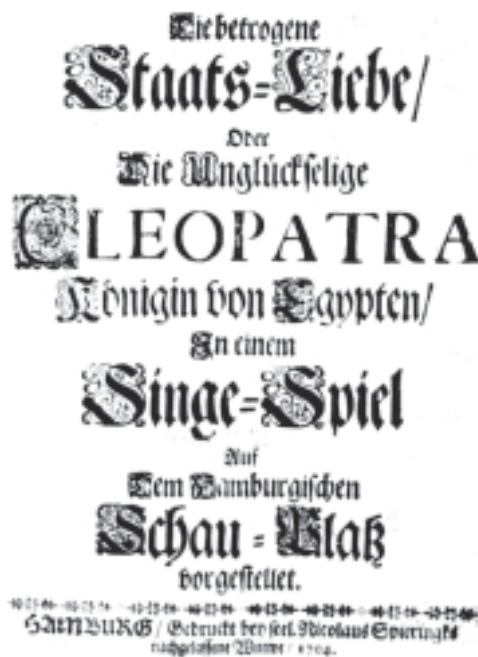 Die betrogene
Staats-Liebe/
Oder
Die Unglückselige
CLEOPATRA
Königin von Egypten/
In einem
Singe-Spiel
Auf
Dem Hamburgischen
Schau-Platz
vorgestellet.
HAMBURG/ Gedruckt bey seel. Nicolaus Spieringks
nachgelassene Witwe/ 1704.